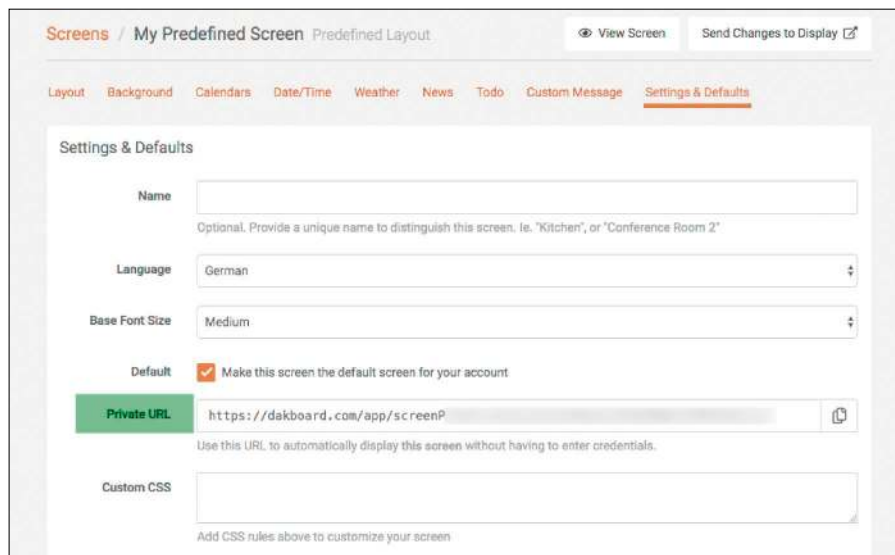 Screens / My Predefined Screen Predefined Layout View Screen Send Changes to Display
Layout Background Calendars Date/Time Weather News Todo Custom Message Settings & Defaults
Settings & Defaults
Name
Optional. Provide a unique name to distinguish this screen. Ie. "Kitchen", or "Conference Room 2"
Language German
Base Font Size Medium
Default Make this screen the default screen for your account
Private URL https://dakboard.com/app/screenP
Use this URL to automatically display this screen without having to enter credentials.
Custom CSS
Add CSS rules above to customize your screen